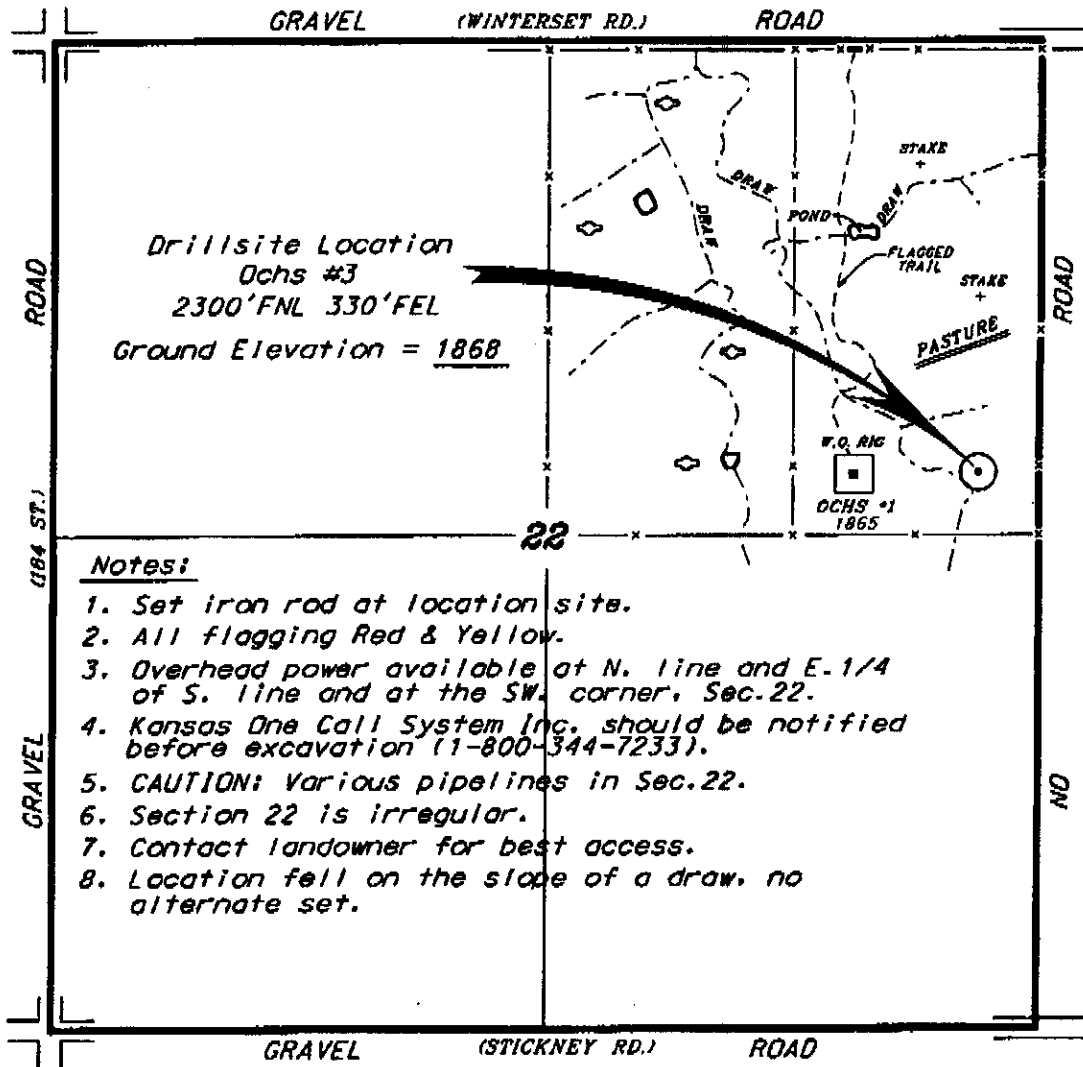 GRAVEL (WINTERSET RD.) ROAD
STAKE
DRAW
DRAW
DRAW
POND
FLAGGED
TRAIL
STAKE
PASTURE
Drillsite Location
Ochs #3
2300'FNL 330'FEL
Ground Elevation = 1868
W.O. RIG
OCHS #1
1865
22
ROAD
(184 ST.)
GRAVEL
ROAD
NO
Notes:
1. Set iron rod at location site.
2. All flagging Red & Yellow.
3. Overhead power available at N. line and E. 1/4
of S. line and at the SW. corner, Sec.22.
4. Kansas One Call System Inc. should be notified
before excavation (1-800-344-7233).
5. CAUTION: Various pipelines in Sec.22.
6. Section 22 is irregular.
7. Contact landowner for best access.
8. Location fell on the slope of a draw, no
alternate set.
GRAVEL (STICKNEY RD.) ROAD